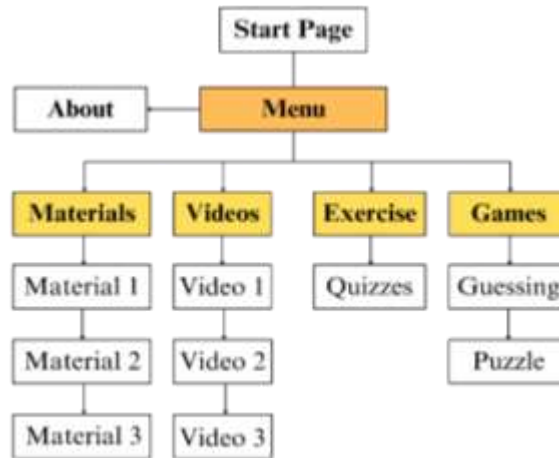 Start Page
About
Menu
Materials
Videos
Exercise
Games
Material 1
Video 1
Quizzes
Guessing
Material 2
Video 2
Puzzle
Material 3
Video 3